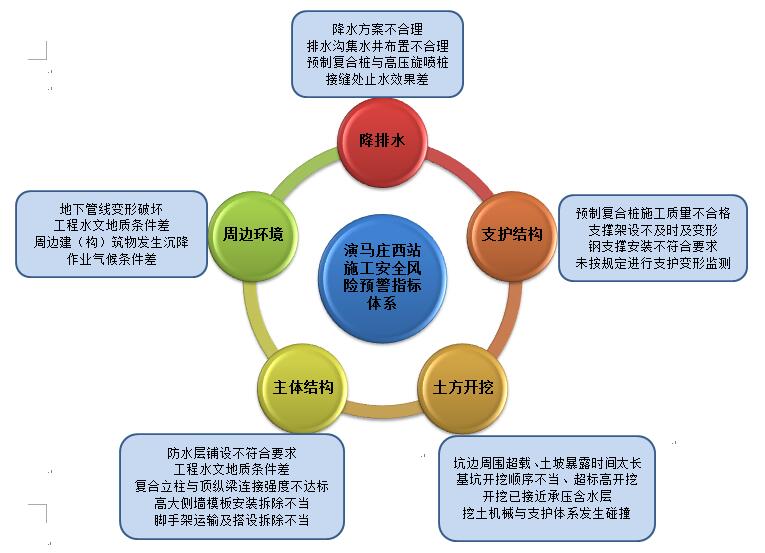 降水方案不合理
排水沟集水井布置不合理
预制复合桩与高压旋喷桩
接缝处止水效果差
降排水
地下管线变形破坏
工程水文地质条件差
周边建（构）筑物发生沉降
作业气候条件差
周边环境
演马庄西站
施工安全风
险预警指标
体系
支护结构
预制复合桩施工质量不合格
支撑架设不及时及变形
钢支撑安装不符合要求
未按规定进行支护变形监测
主体结构
土方开挖
防水层铺设不符合要求
工程水文地质条件差
复合立柱与顶纵梁连接强度不达标
高大侧墙模板安装拆除不当
脚手架运输及搭设拆除不当
坑边周围超载、土坡暴露时间太长
基坑开挖顺序不当、超标高开挖
开挖已接近承压含水层
挖土机械与支护体系发生碰撞